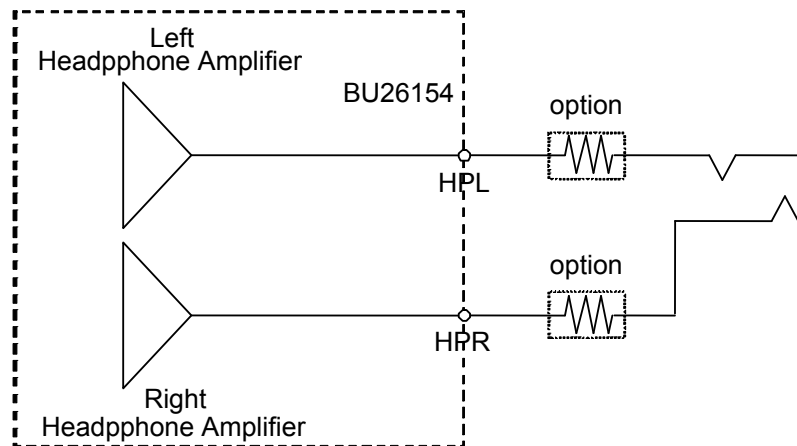 Left
Headpphone Amplifier
BU26154
option
HPL
option
HPR
Right
Headpphone Amplifier